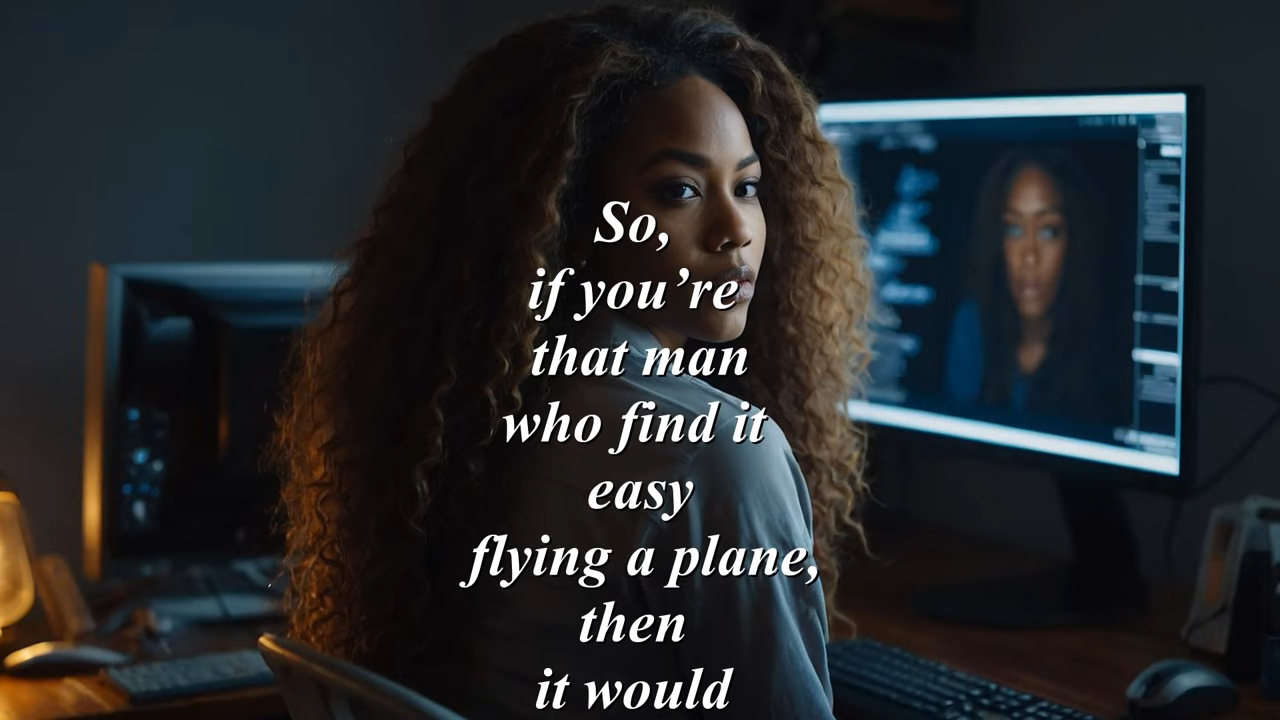 So,
if you’re
that man
who find it
easy
flying a plane,
then
it would